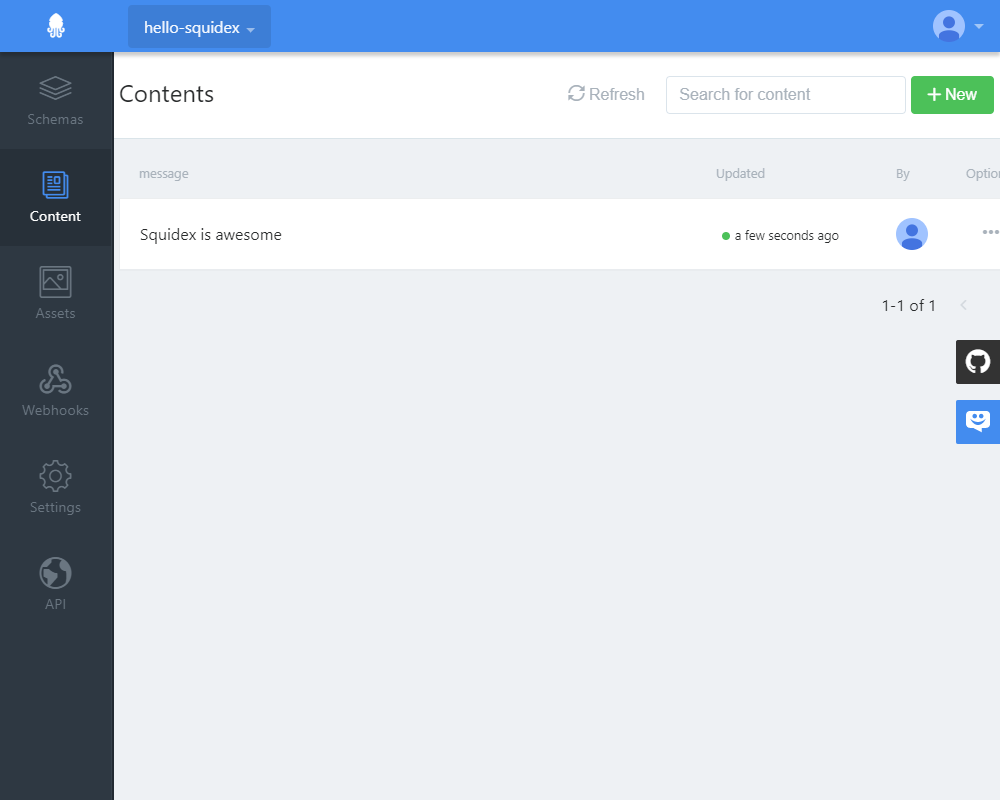 hello-squidex
Schemas
Content
Assets
Webhooks
Settings
API
Contents
Refresh
Search for content
New
message Updated By Option
Squidex is awesome a few seconds ago
1-1 of 1